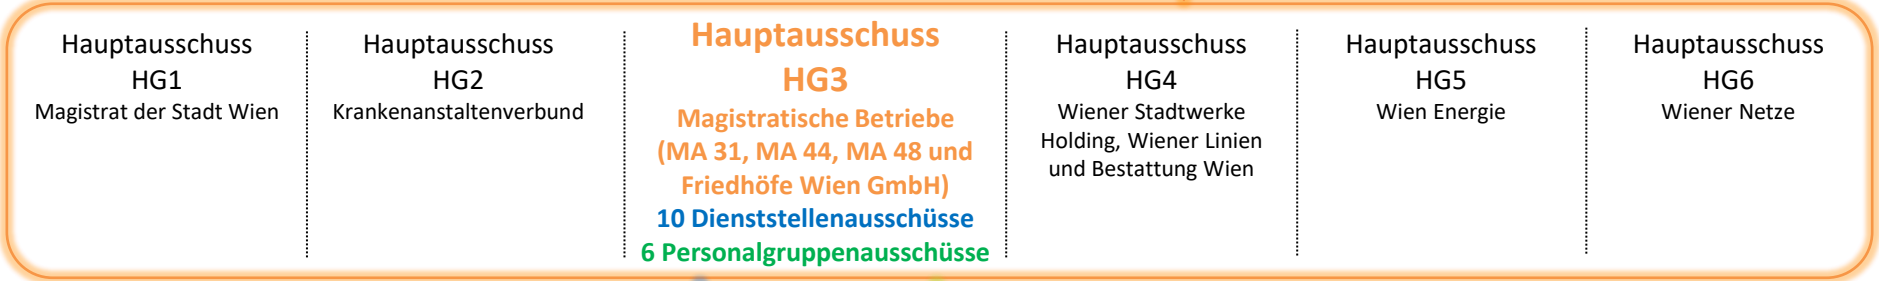 Hauptausschuss
HG1
Magistrat der Stadt Wien
Hauptausschuss
HG2
Krankenanstaltenverbund
Hauptausschuss
HG3
Magistratische Betriebe
(MA 31, MA 44, MA 48 und
Friedhöfe Wien GmbH)
10 Dienststellenausschüsse
6 Personalgruppenausschüsse
Hauptausschuss
HG4
Wiener Stadtwerke
Holding, Wiener Linien
und Bestattung Wien
Hauptausschuss
HG5
Wien Energie
Hauptausschuss
HG6
Wiener Netze